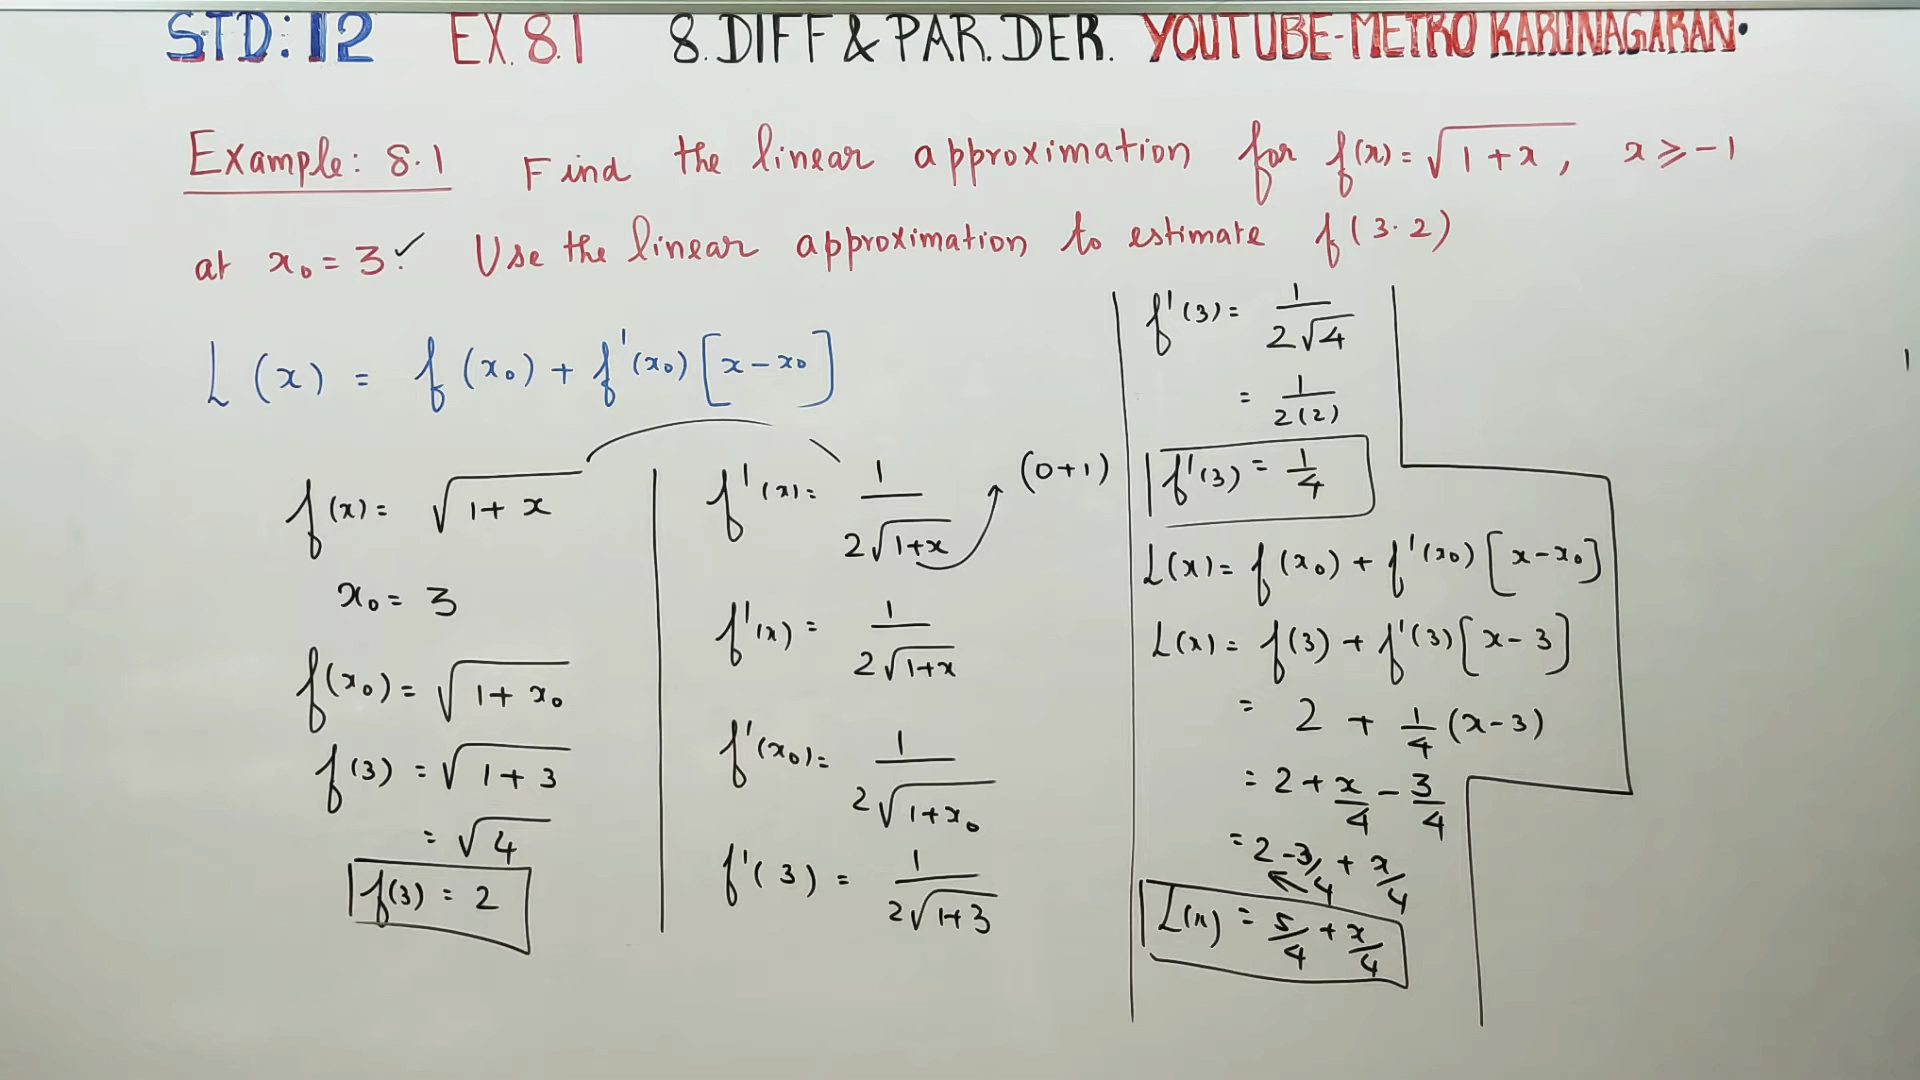 STD: 12 EX. 8.1 8. DIFF & PAR. DER. YOUTUBE-METRO KARUNAGARAN.
Example: 8.1 Find the linear approximation for f(x) = √(1+x), x ≥ -1
at x₀ = 3 ✓ Use the linear approximation to estimate f(3.2)
L(x) = f(x₀) + f'(x₀) [x - x₀]
f(x) = √(1+x)
x₀ = 3
f(x₀) = √(1+x₀)
f(3) = √(1+3)
= √4
f(3) = 2
f'(x) = 1/(2√(1+x)) (0+1)
f'(x) = 1/(2√(1+x))
f'(x₀) = 1/(2√(1+x₀))
f'(3) = 1/(2√(1+3))
f'(3) = 1/(2√4)
= 1/(2(2))
f'(3) = 1/4
L(x) = f(x₀) + f'(x₀) [x - x₀]
L(x) = f(3) + f'(3) [x - 3]
= 2 + 1/4 (x - 3)
= 2 + x/4 - 3/4
= 2 - 3/4 + x/4
L(x) = 5/4 + x/4